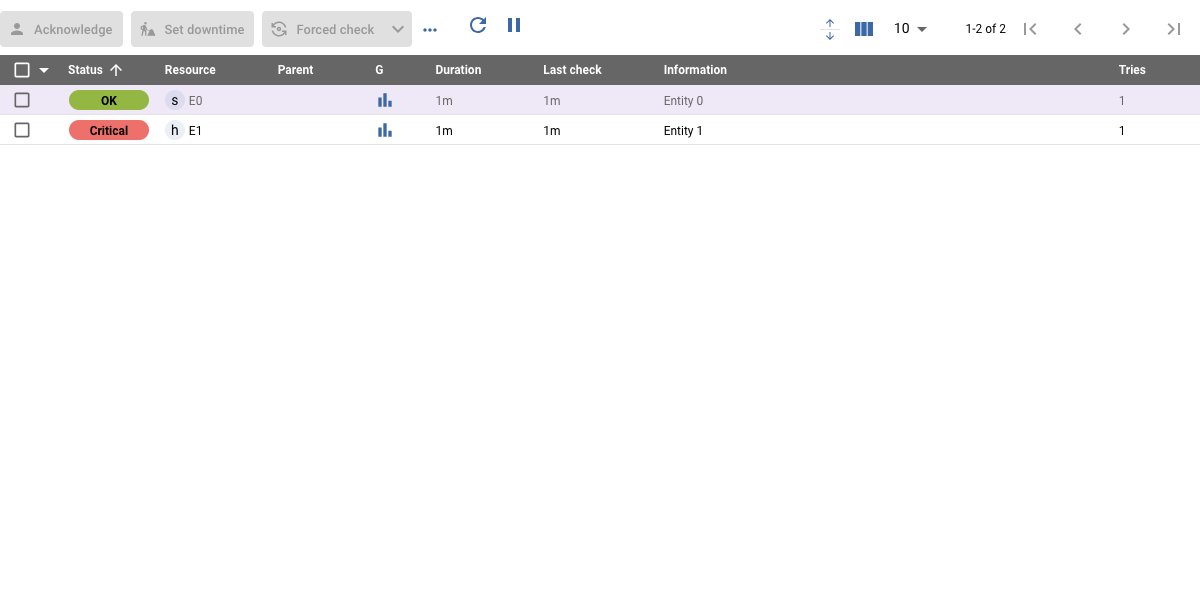 Acknowledge Set downtime Forced check 10 1-2 of 2
Status Resource Parent G Duration Last check Information Tries
OK s E0 1m 1m Entity 0 1
Critical h E1 1m 1m Entity 1 1